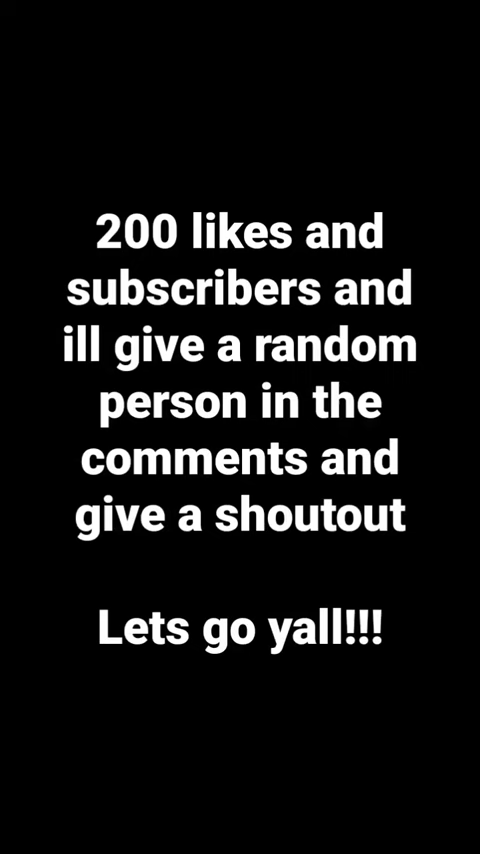 200 likes and
subscribers and
ill give a random
person in the
comments and
give a shoutout
Lets go yall!!!